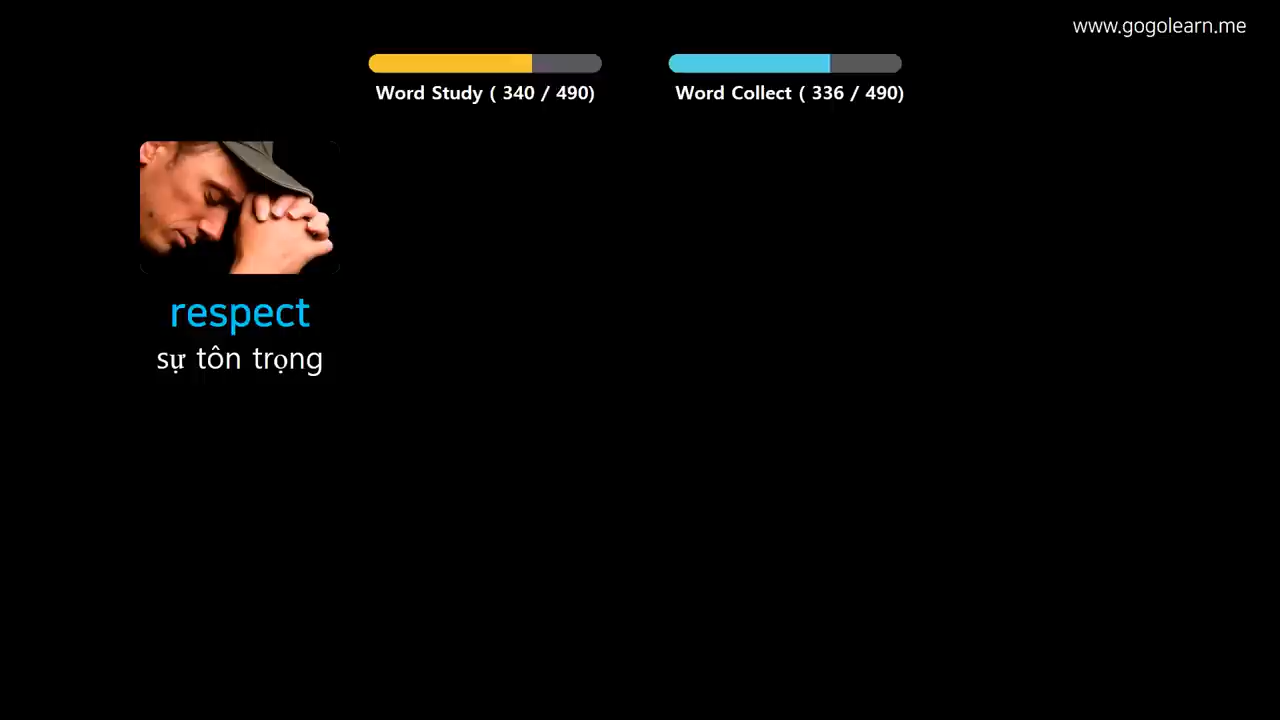 www.gogolearn.me
Word Study ( 340 / 490)
Word Collect ( 336 / 490)
respect
sự tôn trọng